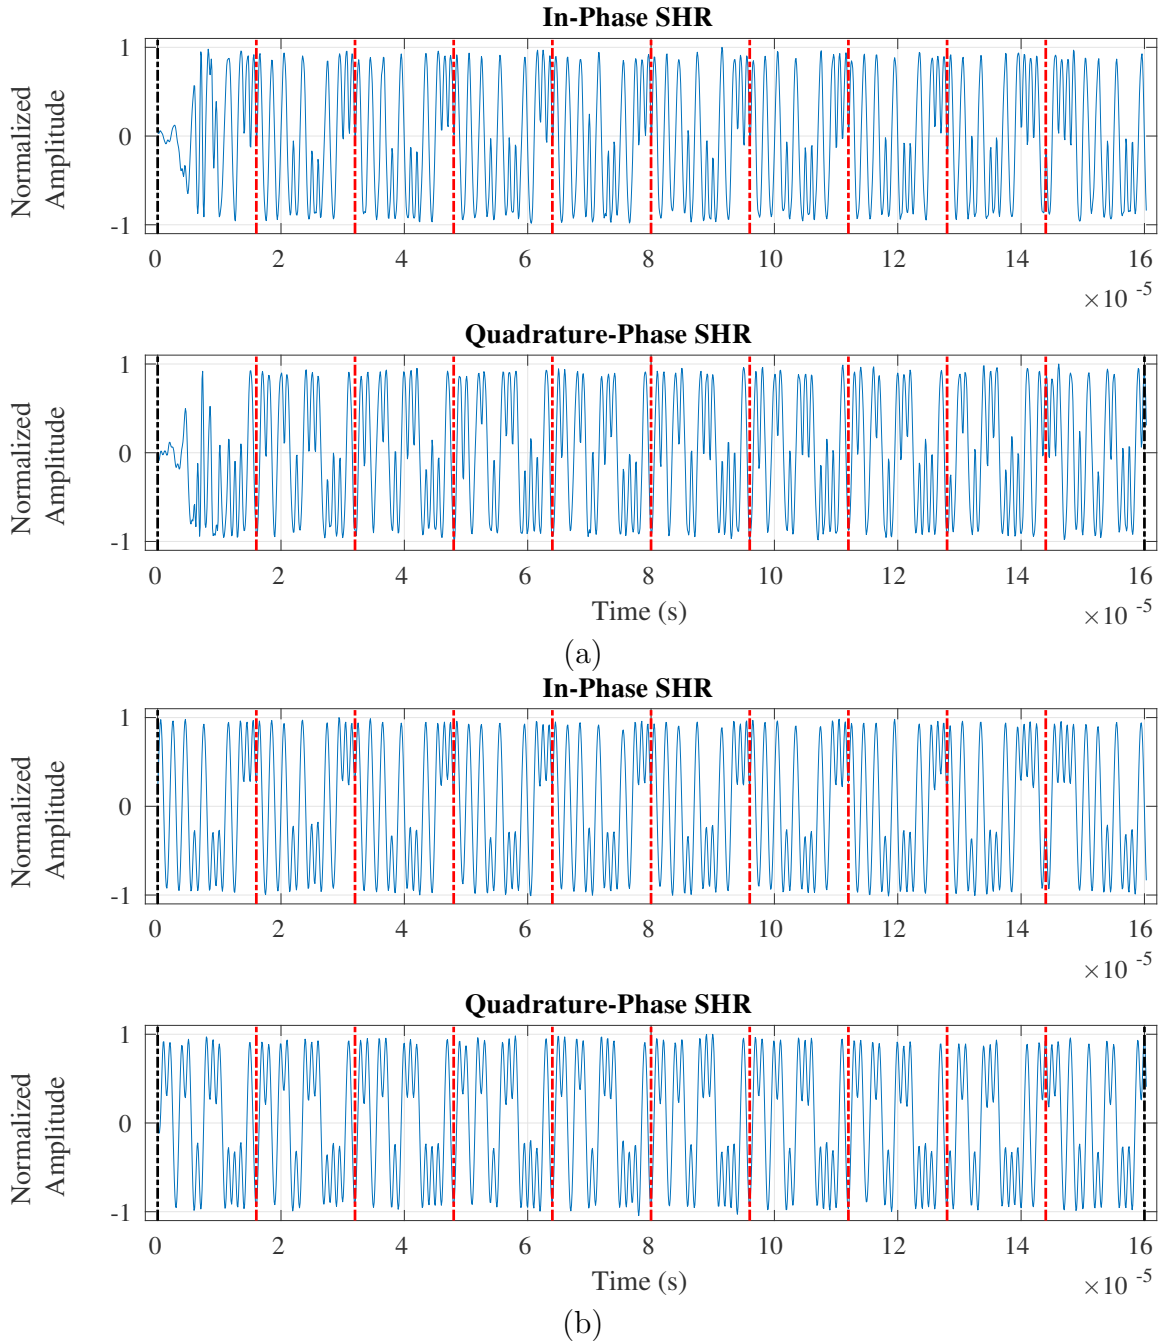 In-Phase SHR
Normalized
Amplitude
1
0
-1
0 2 4 6 8 10 12 14 16
×10 -5
Quadrature-Phase SHR
Normalized
Amplitude
1
0
-1
0 2 4 6 8 10 12 14 16
Time (s)
×10 -5
(a)
In-Phase SHR
Normalized
Amplitude
1
0
-1
0 2 4 6 8 10 12 14 16
×10 -5
Quadrature-Phase SHR
Normalized
Amplitude
1
0
-1
0 2 4 6 8 10 12 14 16
Time (s)
×10 -5
(b)